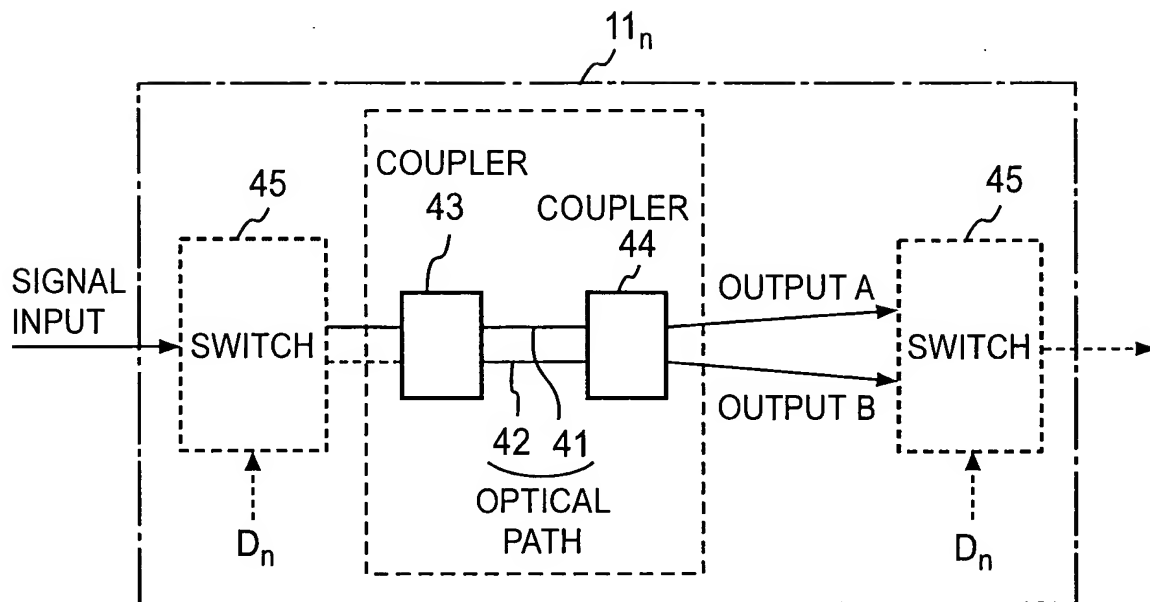 11n
COUPLER
43
COUPLER
44
45
45
SIGNAL
INPUT
SWITCH
OUTPUT A
SWITCH
OUTPUT B
42
41
OPTICAL
PATH
Dn
Dn